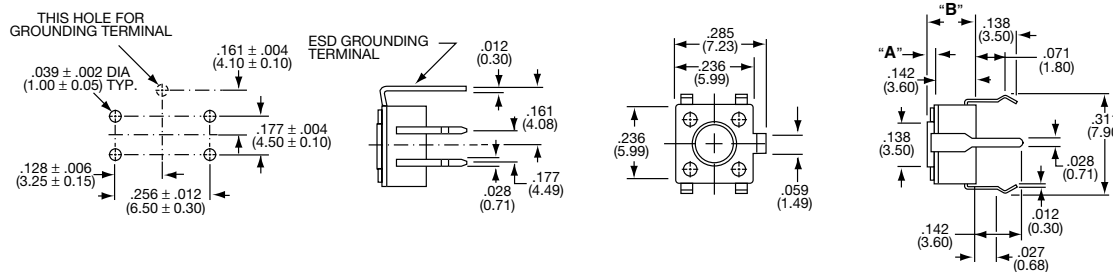 THIS HOLE FOR
GROUNDING TERMINAL
.161 ± .004
(4.10 ± 0.10)
.039 ± .002 DIA
(1.00 ± 0.05) TYP.
.177 ± .004
(4.50 ± 0.10)
.128 ± .006
(3.25 ± 0.15)
.256 ± .012
(6.50 ± 0.30)
ESD GROUNDING
TERMINAL
.012
(0.30)
.161
(4.08)
.177
(4.49)
.028
(0.71)
.285
(7.23)
.236
(5.99)
.236
(5.99)
.059
(1.49)
"B"
.138
(3.50)
"A"
.071
(1.80)
.142
(3.60)
.138
(3.50)
.311
(7.90
.028
(0.71)
.012
(0.30)
.142
(3.60)
.027
(0.68)